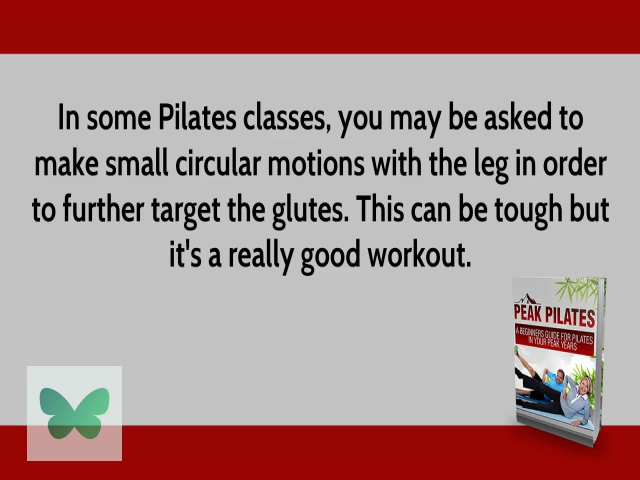 In some Pilates classes, you may be asked to
make small circular motions with the leg in order
to further target the glutes. This can be tough but
it's a really good workout.
PEAK PILATES
A BEGINNERS GUIDE FOR PILATES
IN YOUR PEAK YEARS